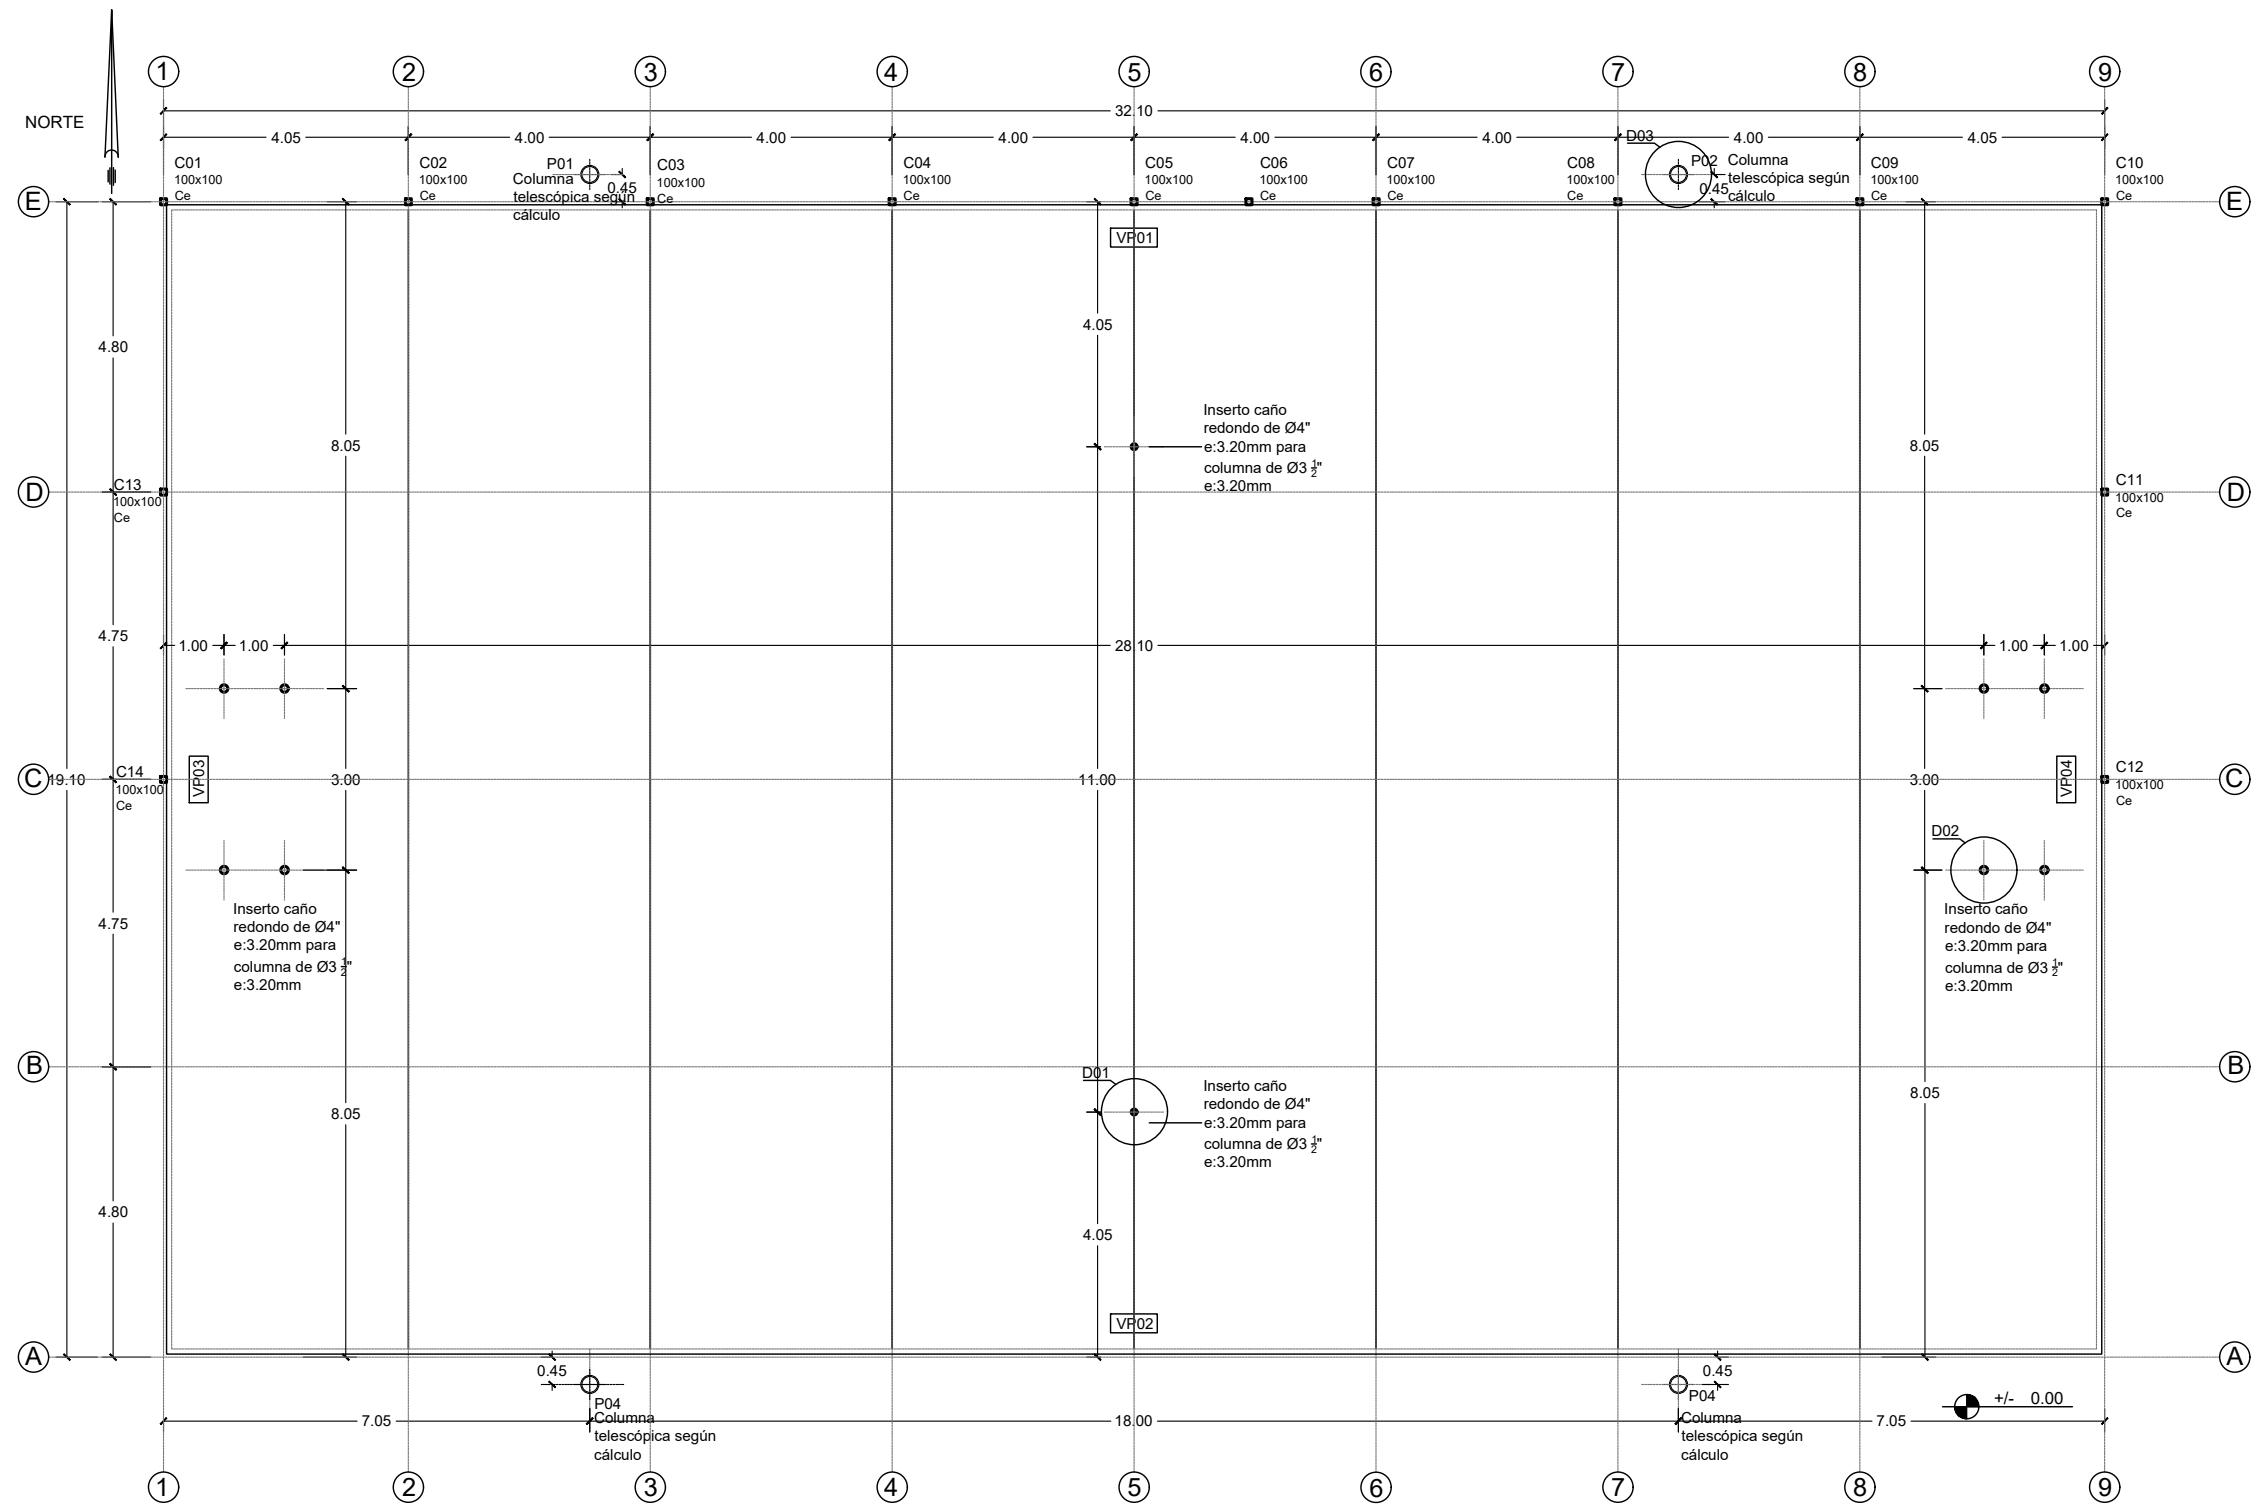 1
2
3
4
5
6
7
8
9
NORTE
32.10
4.05
4.00
4.00
4.00
4.00
4.00
4.00
4.05
C01
100x100
Ce
C02
100x100
Ce
P01
Columna
telescópica según
cálculo
0.45
C03
100x100
Ce
C04
100x100
Ce
C05
100x100
Ce
C06
100x100
Ce
C07
100x100
Ce
C08
100x100
Ce
D03
P02
Columna
telescópica según
cálculo
0.45
C09
100x100
Ce
C10
100x100
Ce
E
E
VP01
4.80
4.05
8.05
8.05
Inserto caño
redondo de Ø4"
e:3.20mm para
columna de Ø3 ½"
e:3.20mm
D
C13
100x100
Ce
C11
100x100
Ce
D
4.75
1.00
1.00
28.10
1.00
1.00
C
19.10
C14
100x100
Ce
VP03
3.00
11.00
3.00
VP04
C12
100x100
Ce
C
D02
4.75
Inserto caño
redondo de Ø4"
e:3.20mm para
columna de Ø3 ½"
e:3.20mm
Inserto caño
redondo de Ø4"
e:3.20mm para
columna de Ø3 ½"
e:3.20mm
B
B
D01
8.05
8.05
Inserto caño
redondo de Ø4"
e:3.20mm para
columna de Ø3 ½"
e:3.20mm
4.80
4.05
VP02
A
A
0.45
P04
Columna
telescópica según
cálculo
0.45
P04
Columna
telescópica según
cálculo
+/- 0.00
7.05
18.00
7.05
1
2
3
4
5
6
7
8
9